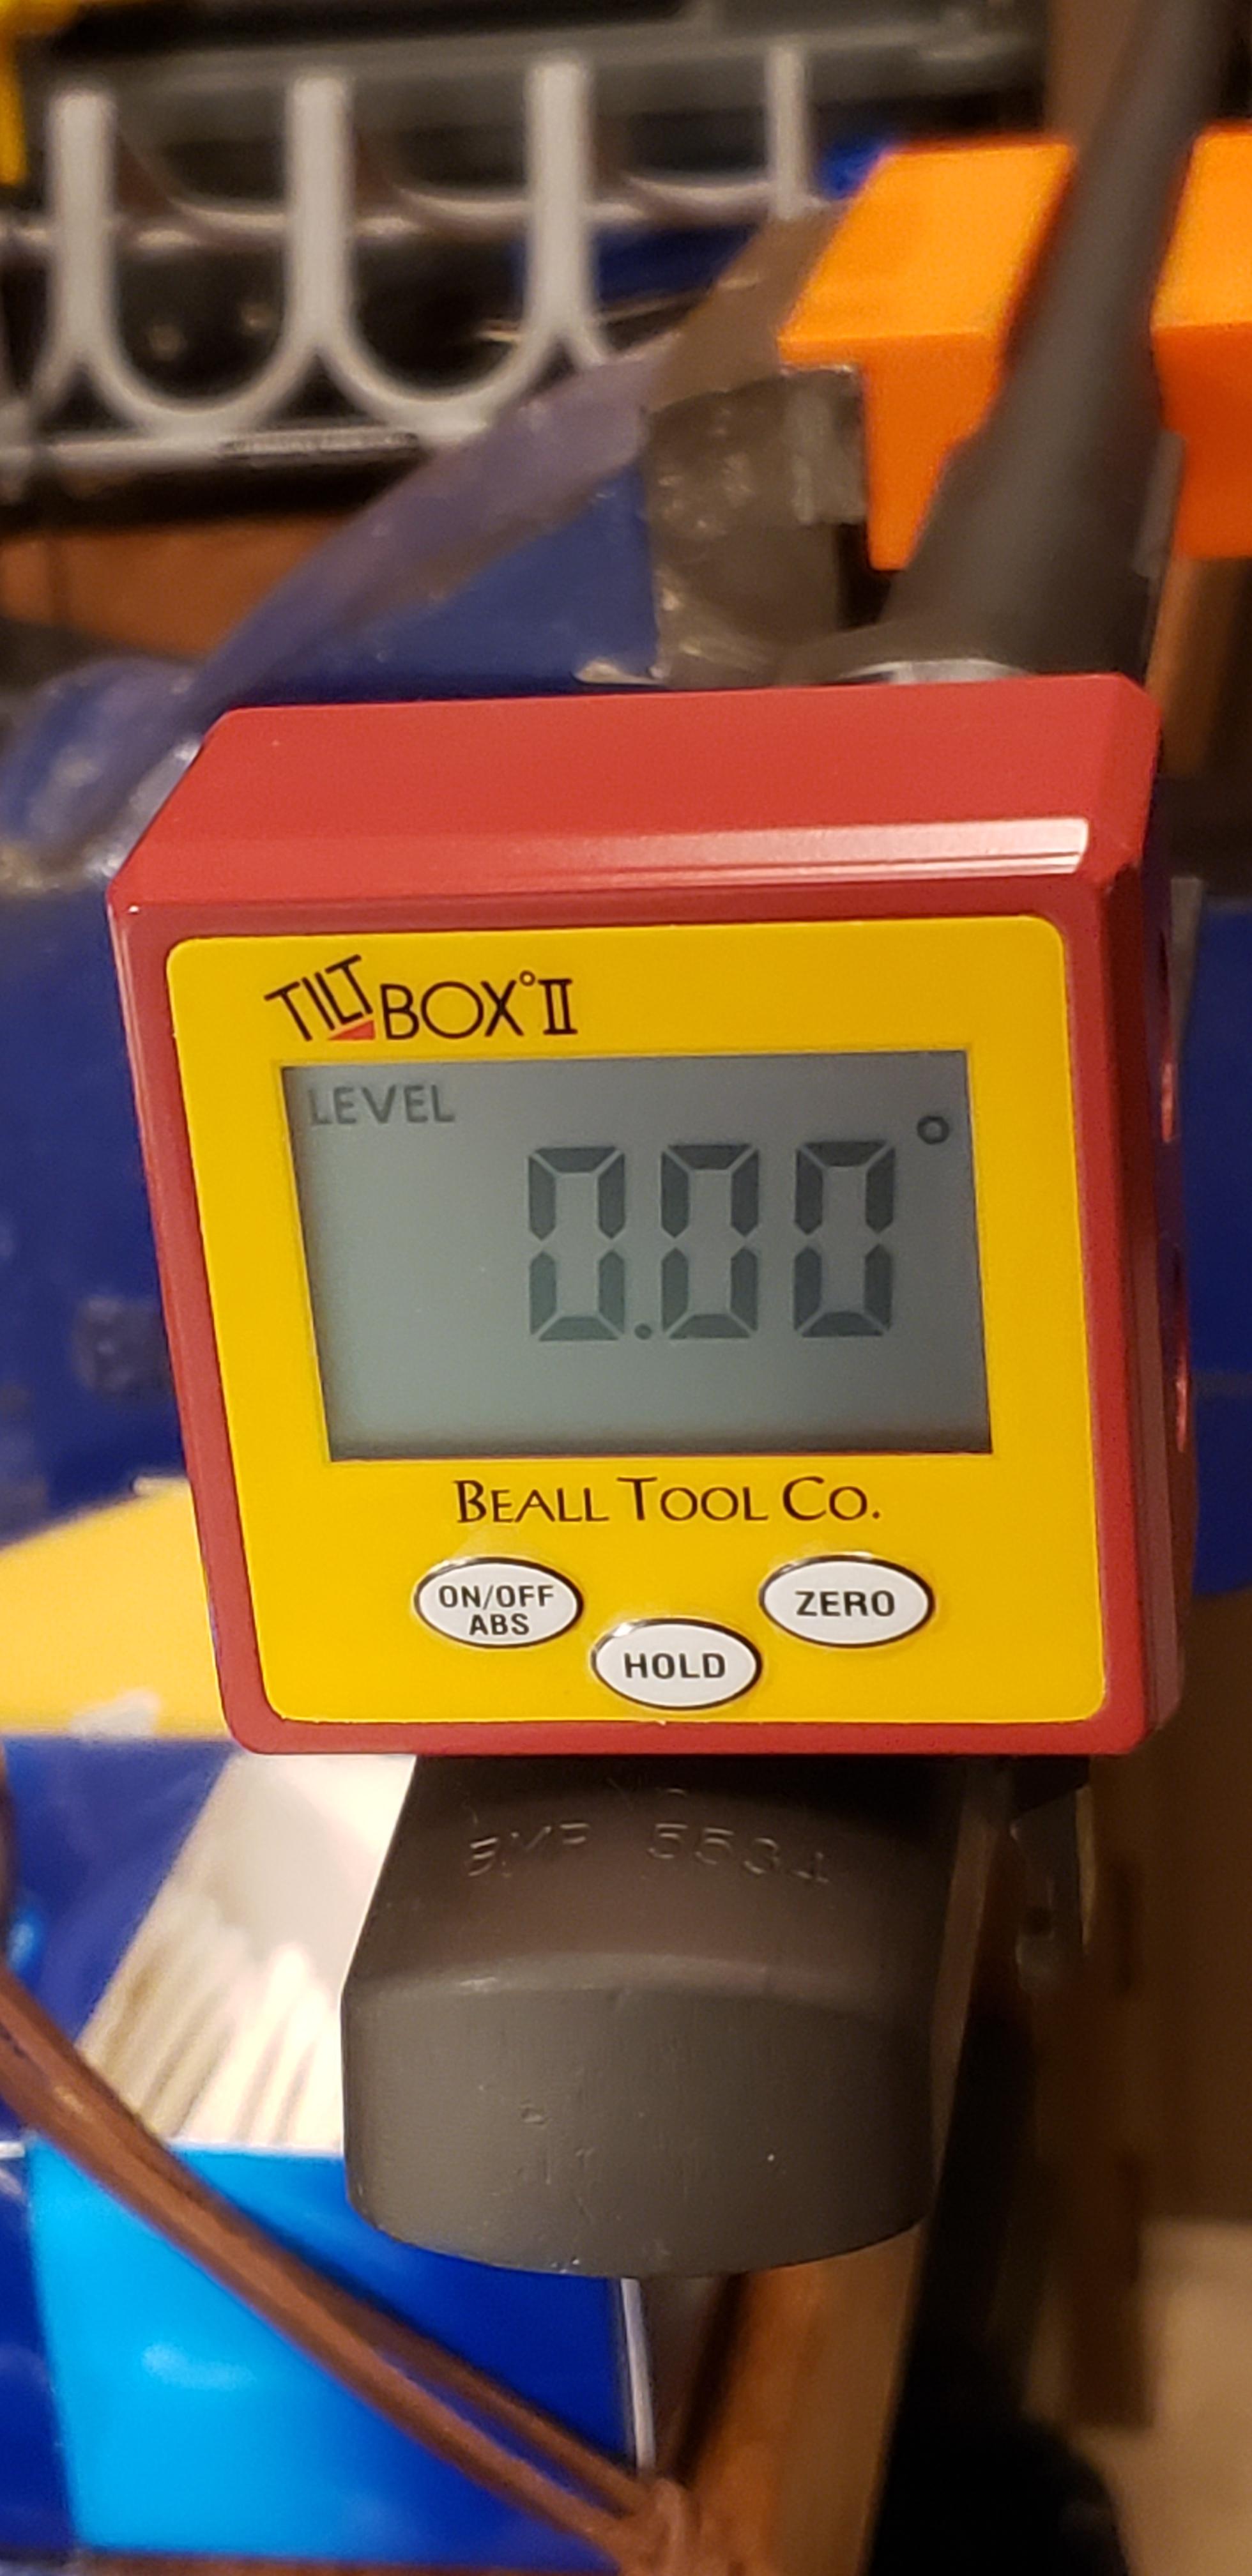 TILT BOX° II
LEVEL
0.00°
BEALL TOOL CO.
ON/OFF
ABS
ZERO
HOLD